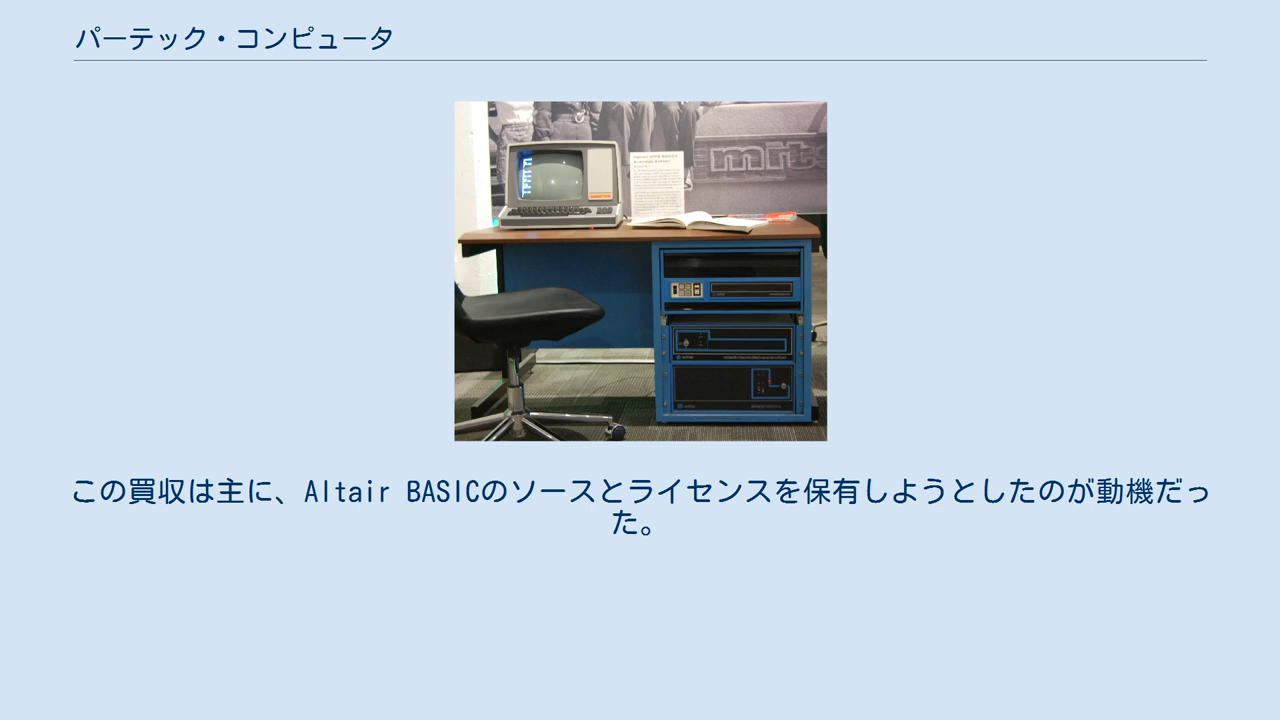 パーテック・コンピュータ
mits
この買収は主に、Altair BASICのソースとライセンスを保有しようとしたのが動機だっ
た。